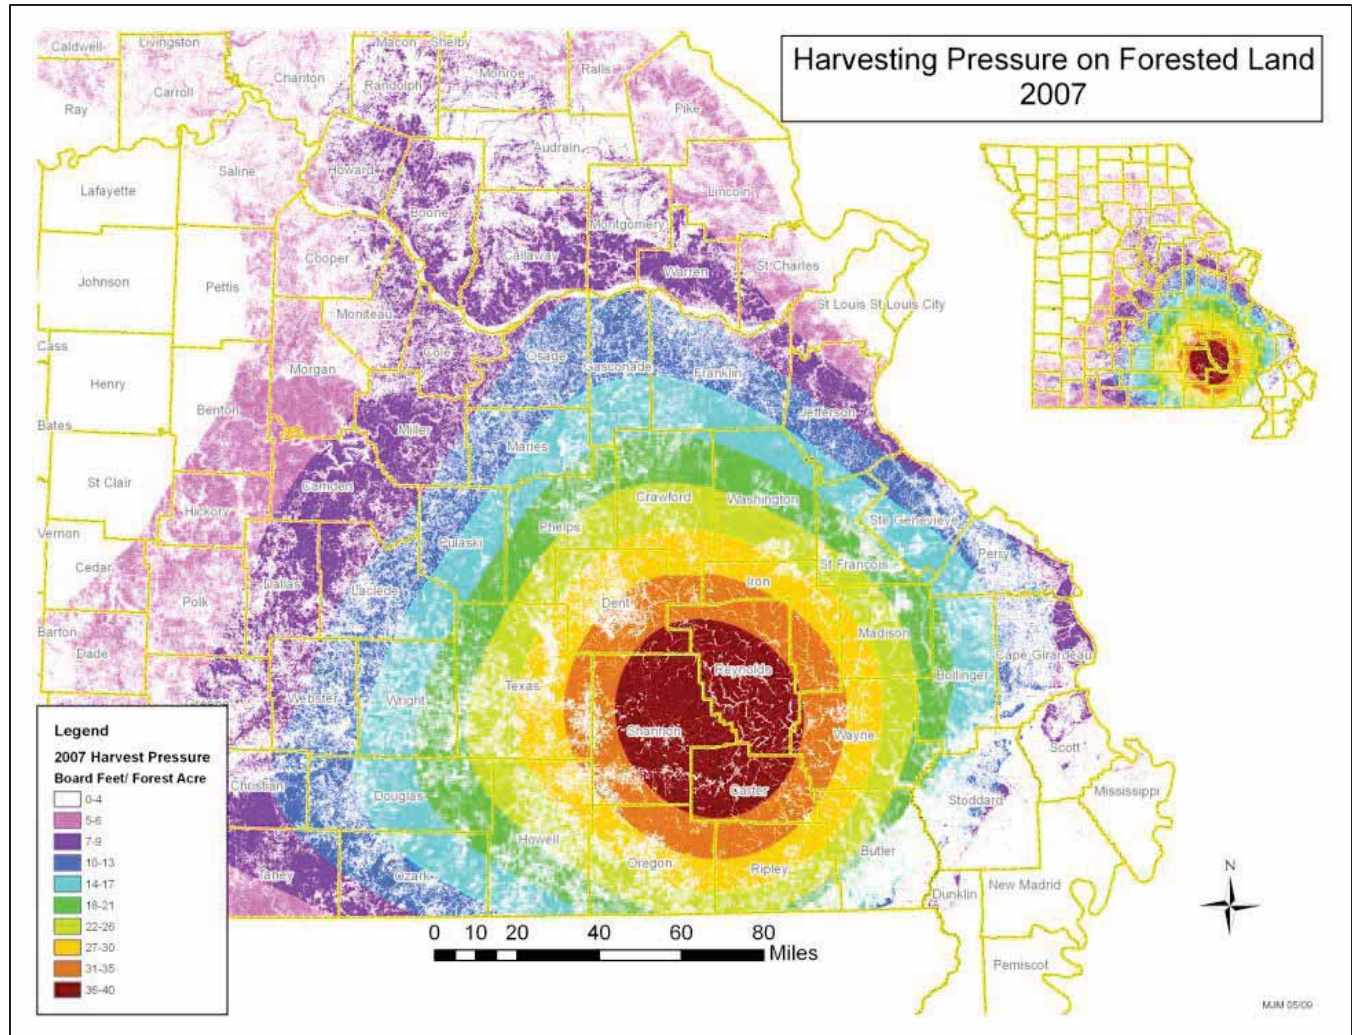 Harvesting Pressure on Forested Land
2007
Caldwell
Livingston
Macon
Shelby
Chariton
Randolph
Monroe
Ralls
Ray
Carroll
Pike
Audrain
Saline
Howard
Lafayette
Lincoln
Boone
Montgomery
Cooper
Callaway
Warren
St Charles
Johnson
Pettis
St Louis
St Louis City
Moniteau
Cass
Cole
Osage
Morgan
Gasconade
Franklin
Henry
Benton
Jefferson
Bates
Miller
Maries
St Clair
Camden
Crawford
Washington
Hickory
Phelps
Ste Genevieve
Vernon
Pulaski
Perry
Cedar
St Francois
Dallas
Laclede
Iron
Polk
Dent
Barton
Madison
Dade
Cape Girardeau
Reynolds
Bollinger
Texas
Webster
Wright
Shannon
Wayne
Scott
Christian
Carter
Mississippi
Douglas
Stoddard
Howell
Butler
Oregon
Ripley
Taney
Ozark
Dunklin
New Madrid
Pemiscot
Legend
2007 Harvest Pressure
Board Feet/ Forest Acre
0-4
5-6
7-9
10-13
14-17
18-21
22-26
27-30
31-35
36-40
0 10 20 40 60 80
Miles
N
MJM 05/09